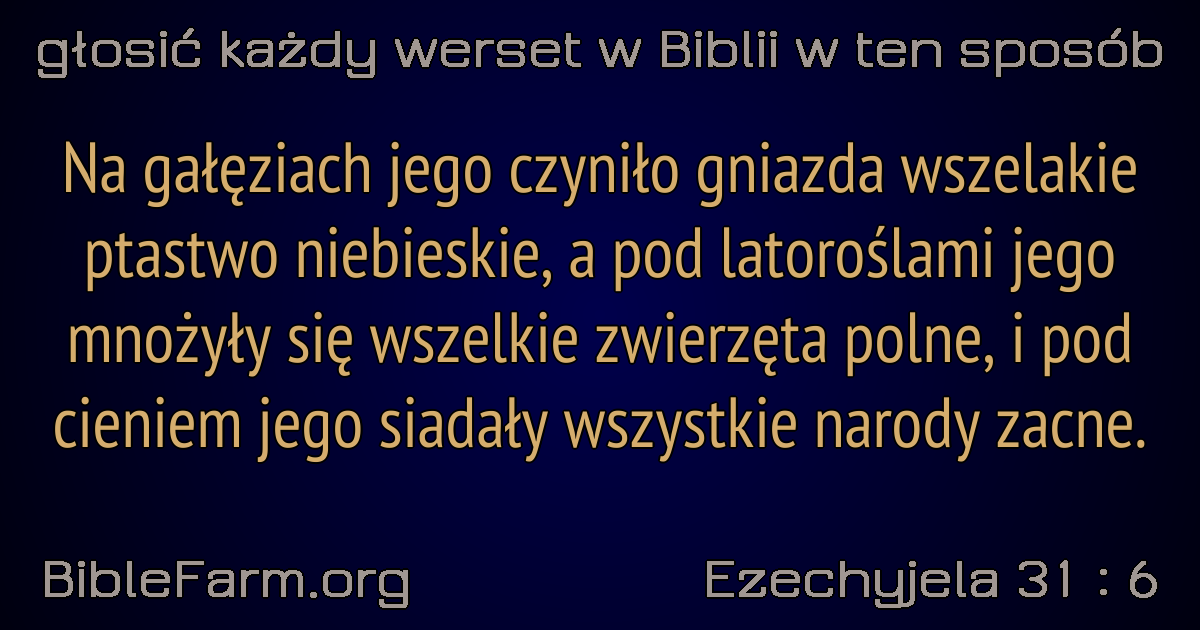 głosić każdy werset w Biblii w ten sposób
Na gałęziach jego czyniło gniazda wszelakie
ptastwo niebieskie, a pod latoroślami jego
mnożyły się wszelkie zwierzęta polne, i pod
cieniem jego siadały wszystkie narody zacne.
BibleFarm.org
Ezechyjela 31 : 6